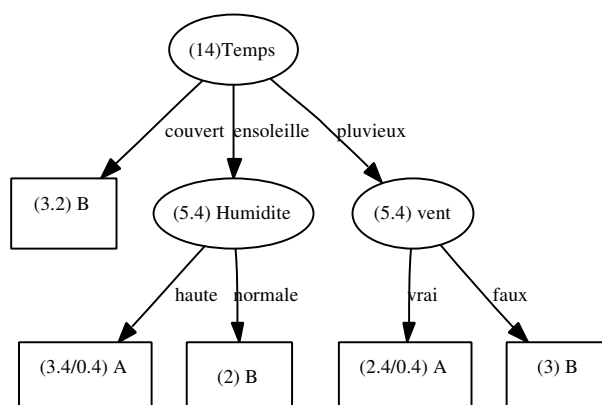 (14)Temps
couvert
ensoleille
pluvieux
(3.2) B
(5.4) Humidite
(5.4) vent
haute
normale
vrai
faux
(3.4/0.4) A
(2) B
(2.4/0.4) A
(3) B